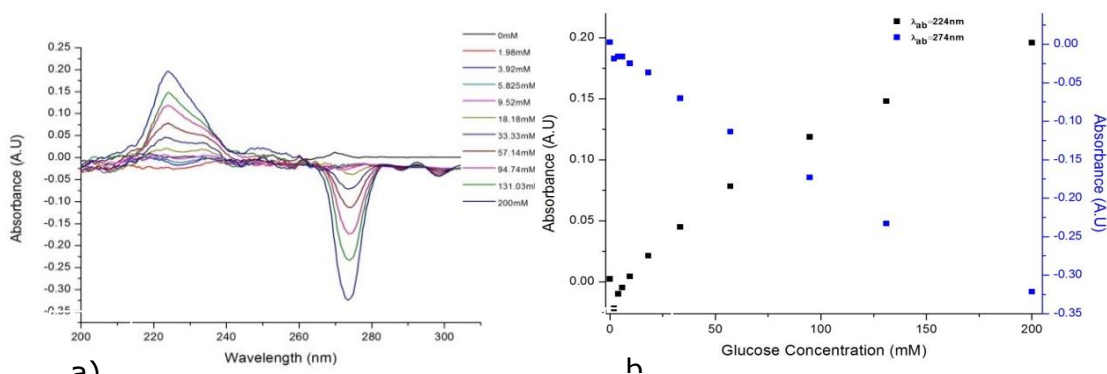 0.25
0.20
0.15
0.10
0.05
0.00
-0.05
-0.10
-0.15
-0.20
-0.25
-0.30
-0.35
Absorbance (A.U)
200
220
240
260
280
300
Wavelength (nm)
0mM
1.98mM
3.92mM
5.825mM
9.52mM
18.18mM
33.33mM
57.14mM
94.74mM
131.03ml
200mM
a)
λab=224nm
λab=274nm
0.20
0.15
0.10
0.05
0.00
Absorbance (A.U)
0.00
-0.05
-0.10
-0.15
-0.20
-0.25
-0.30
-0.35
Absorbance (A.U)
0
50
100
150
200
Glucose Concentration (mM)
b